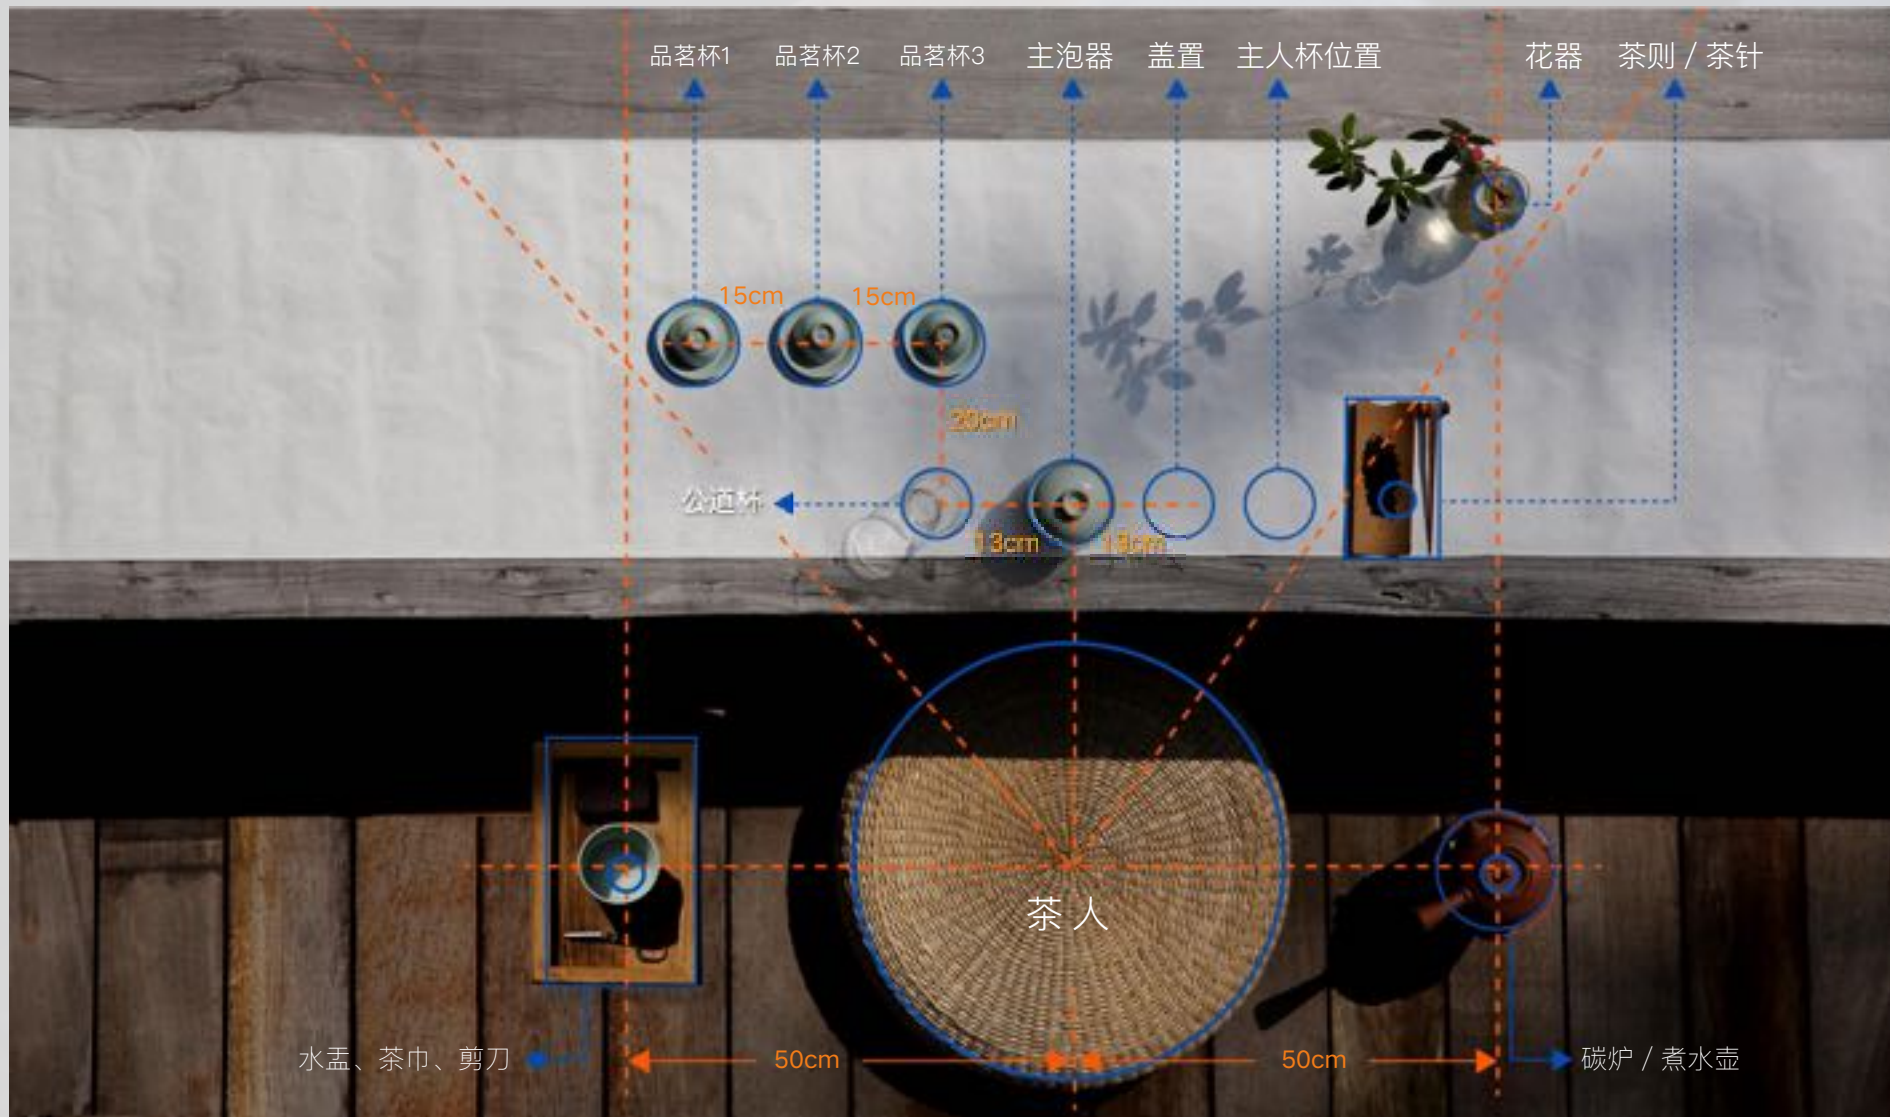 品茗杯1
品茗杯2
品茗杯3
主泡器
盖置
主人杯位置
花器
茶则 / 茶针
15cm
15cm
20cm
公道杯
13cm
13cm
茶人
水盂、茶巾、剪刀
50cm
50cm
碳炉 / 煮水壶